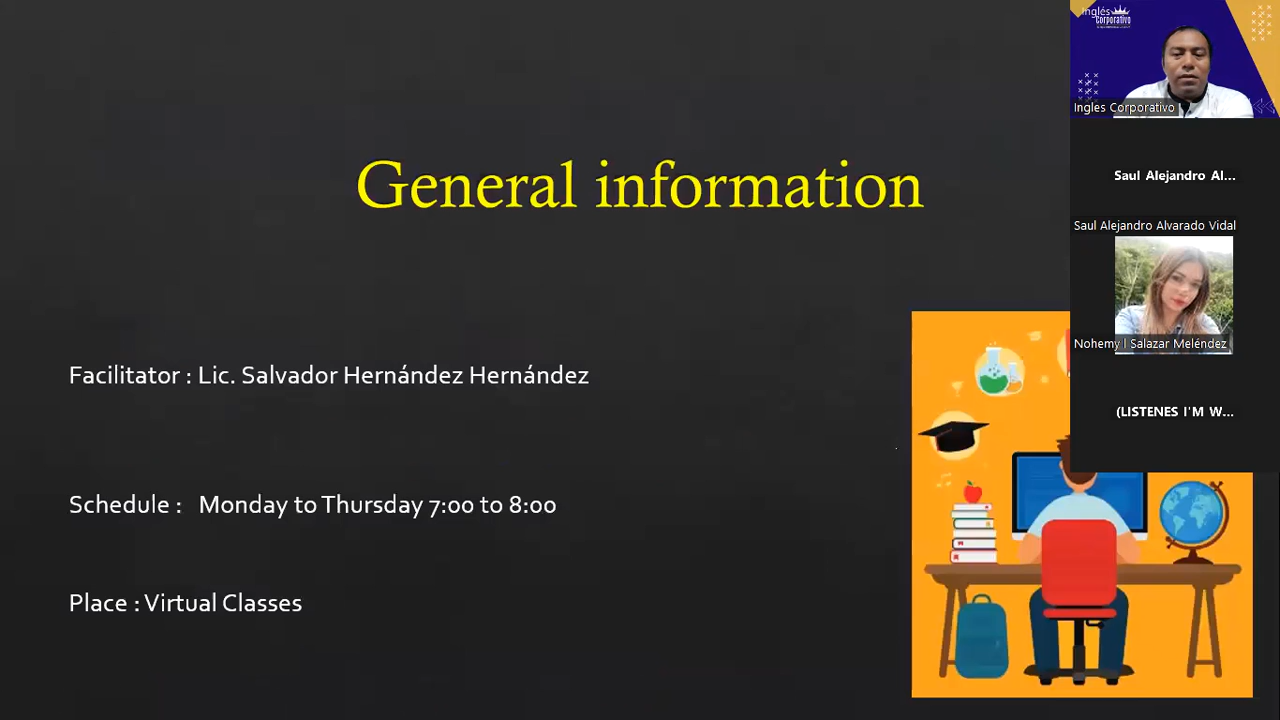 General information
Facilitator : Lic. Salvador Hernández Hernández
Schedule : Monday to Thursday 7:00 to 8:00
Place : Virtual Classes
Inglés
Corporativo
Ingles Corporativo
Saul Alejandro Al...
Saul Alejandro Alvarado Vidal
Nohemy I Salazar Meléndez
(LISTENES I'M W...